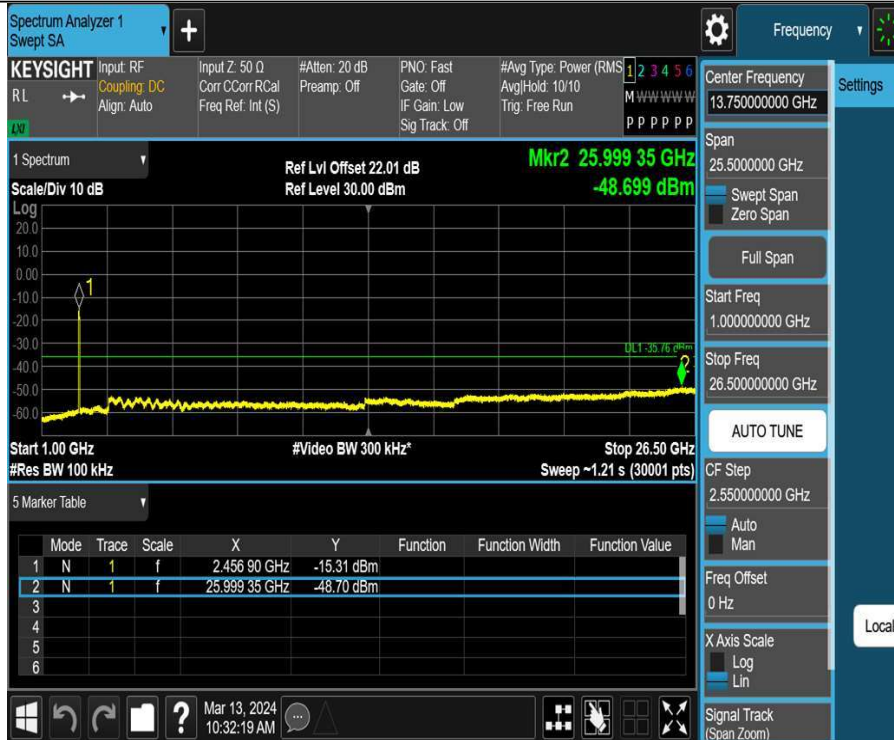 Spectrum Analyzer 1
Swept SA
+
Frequency
KEYSIGHT
R L
LXI
Input: RF
Coupling: DC
Align: Auto
Input Z: 50 Ω
Corr CCorr RCal
Freq Ref: Int (S)
#Atten: 20 dB
Preamp: Off
PNO: Fast
Gate: Off
IF Gain: Low
Sig Track: Off
#Avg Type: Power (RMS
Avg|Hold: 10/10
Trig: Free Run
1 2 3 4 5 6
M W W W W W
P P P P P P
1 Spectrum
Scale/Div 10 dB
Ref Lvl Offset 22.01 dB
Ref Level 30.00 dBm
Mkr2 25.999 35 GHz
-48.699 dBm
Log
20.0
10.0
0.00
-10.0
-20.0
-30.0
-40.0
-50.0
-60.0
1
DL1 -35.76 dBm
2
Start 1.00 GHz
#Video BW 300 kHz*
Stop 26.50 GHz
#Res BW 100 kHz
Sweep ~1.21 s (30001 pts)
5 Marker Table
Mode Trace Scale X Y Function Function Width Function Value
1 N 1 f 2.456 90 GHz -15.31 dBm
2 N 1 f 25.999 35 GHz -48.70 dBm
3
4
5
6
?
Mar 13, 2024
10:32:19 AM
Center Frequency
13.750000000 GHz
Settings
Span
25.5000000 GHz
Swept Span
Zero Span
Full Span
Start Freq
1.000000000 GHz
Stop Freq
26.500000000 GHz
AUTO TUNE
CF Step
2.550000000 GHz
Auto
Man
Freq Offset
0 Hz
Local
X Axis Scale
Log
Lin
Signal Track
(Span Zoom)